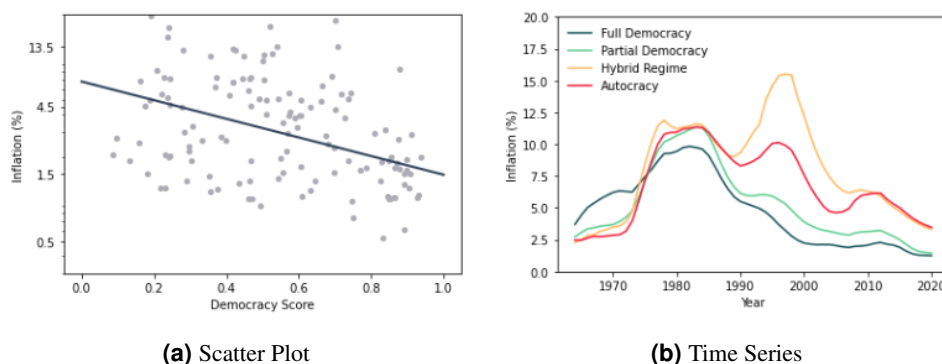 13.5
4.5
1.5
0.5
Inflation (%)
0.0 0.2 0.4 0.6 0.8 1.0
Democracy Score
(a) Scatter Plot
20.0
17.5
15.0
12.5
10.0
7.5
5.0
2.5
0.0
Inflation (%)
Full Democracy
Partial Democracy
Hybrid Regime
Autocracy
1970 1980 1990 2000 2010 2020
Year
(b) Time Series